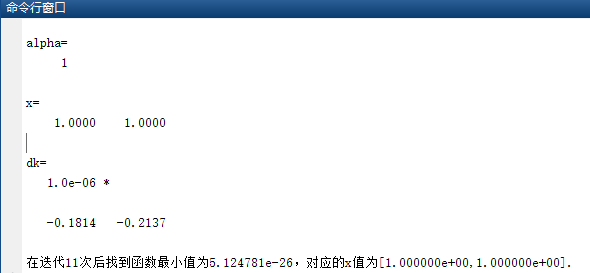 命令行窗口
alpha=
1
x=
1.0000 1.0000
dk=
1.0e-06 *
-0.1814 -0.2137
在迭代11次后找到函数最小值为5.124781e-26，对应的x值为[1.000000e+00,1.000000e+00].